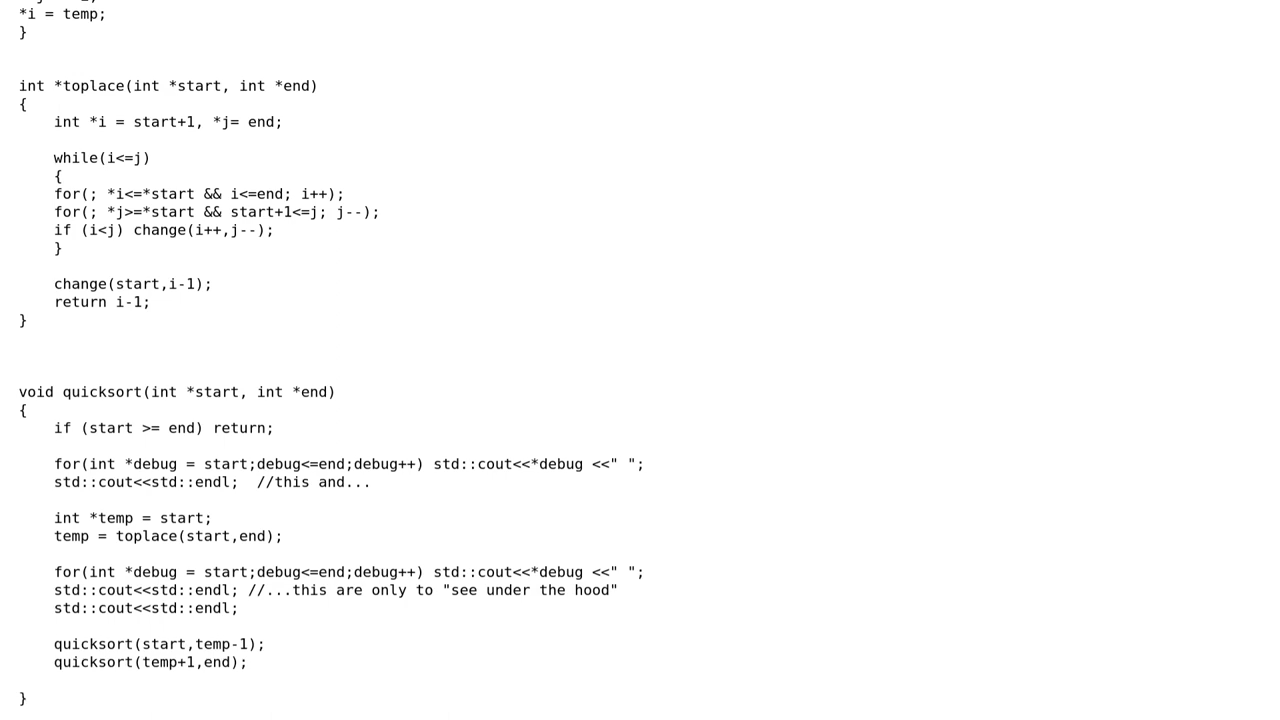 *i = temp;
}
int *toplace(int *start, int *end)
{
int *i = start+1, *j= end;
while(i<=j)
{
for(; *i<=*start && i<=end; i++);
for(; *j>=*start && start+1<=j; j--);
if (i<j) change(i++,j--);
}
change(start,i-1);
return i-1;
}
void quicksort(int *start, int *end)
{
if (start >= end) return;
for(int *debug = start;debug<=end;debug++) std::cout<<*debug <<" ";
std::cout<<std::endl;  //this and...
int *temp = start;
temp = toplace(start,end);
for(int *debug = start;debug<=end;debug++) std::cout<<*debug <<" ";
std::cout<<std::endl; //...this are only to "see under the hood"
std::cout<<std::endl;
quicksort(start,temp-1);
quicksort(temp+1,end);
}